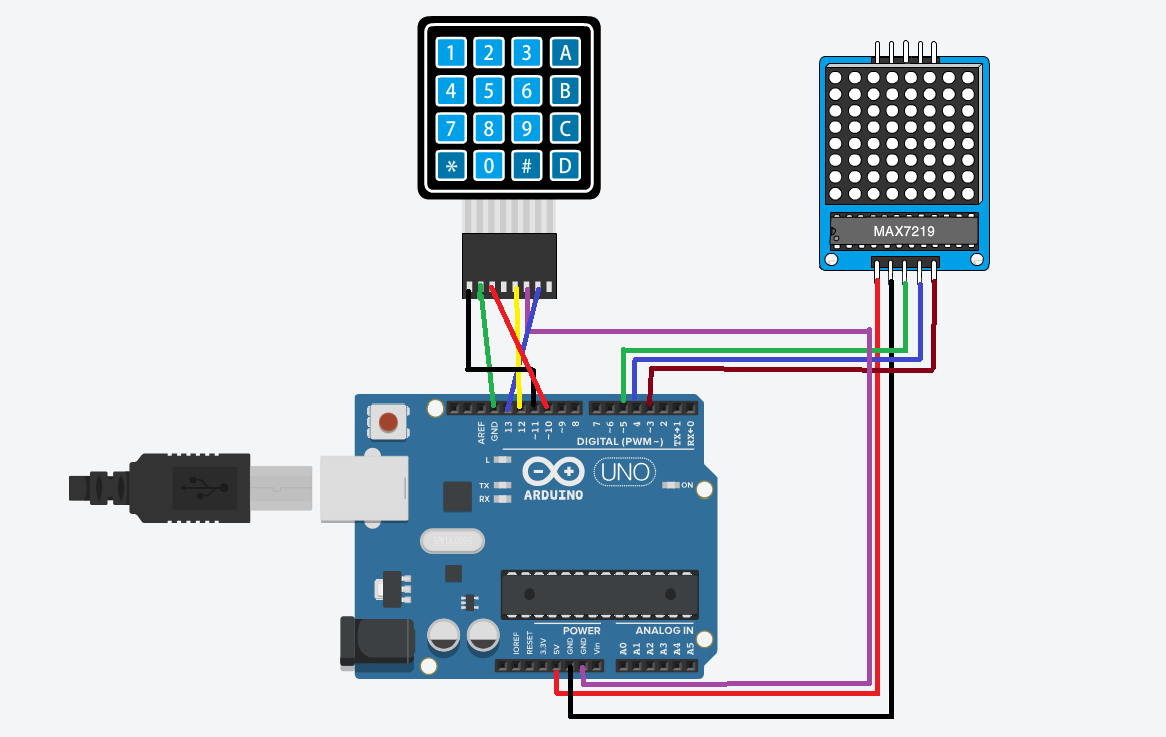 1 2 3 A
4 5 6 B
7 8 9 C
* 0 # D
MAX7219
AREF GND 13 12 ~11 ~10 ~9 8 7 ~6 ~5 4 ~3 2 TX→1 RX←0
DIGITAL (PWM~)
L
TX
RX
ARDUINO
UNO
ON
POWER
ANALOG IN
IOREF RESET 3.3V 5V GND GND Vin A0 A1 A2 A3 A4 A5